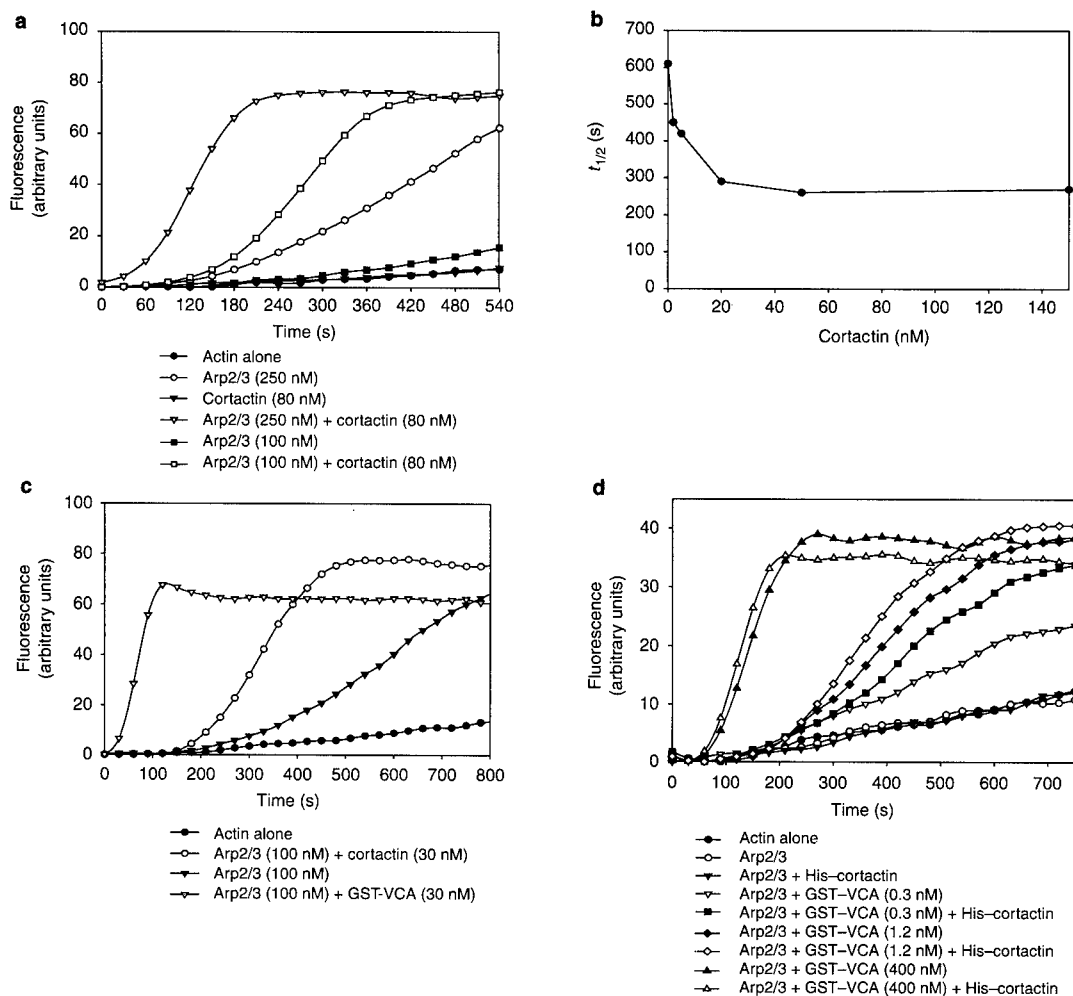 a
100
80
60
40
20
0
Fluorescence
(arbitrary units)
0 60 120 180 240 300 360 420 480 540
Time (s)
Actin alone
Arp2/3 (250 nM)
Cortactin (80 nM)
Arp2/3 (250 nM) + cortactin (80 nM)
Arp2/3 (100 nM)
Arp2/3 (100 nM) + cortactin (80 nM)
b
700
600
500
400
300
200
100
0
t1/2 (s)
0 20 40 60 80 100 120 140
Cortactin (nM)
c
100
80
60
40
20
0
Fluorescence
(arbitrary units)
0 100 200 300 400 500 600 700 800
Time (s)
Actin alone
Arp2/3 (100 nM) + cortactin (30 nM)
Arp2/3 (100 nM)
Arp2/3 (100 nM) + GST-VCA (30 nM)
d
40
30
20
10
0
Fluorescence
(arbitrary units)
0 100 200 300 400 500 600 700
Time (s)
Actin alone
Arp2/3
Arp2/3 + His–cortactin
Arp2/3 + GST–VCA (0.3 nM)
Arp2/3 + GST–VCA (0.3 nM) + His–cortactin
Arp2/3 + GST–VCA (1.2 nM)
Arp2/3 + GST–VCA (1.2 nM) + His–cortactin
Arp2/3 + GST–VCA (400 nM)
Arp2/3 + GST–VCA (400 nM) + His–cortactin